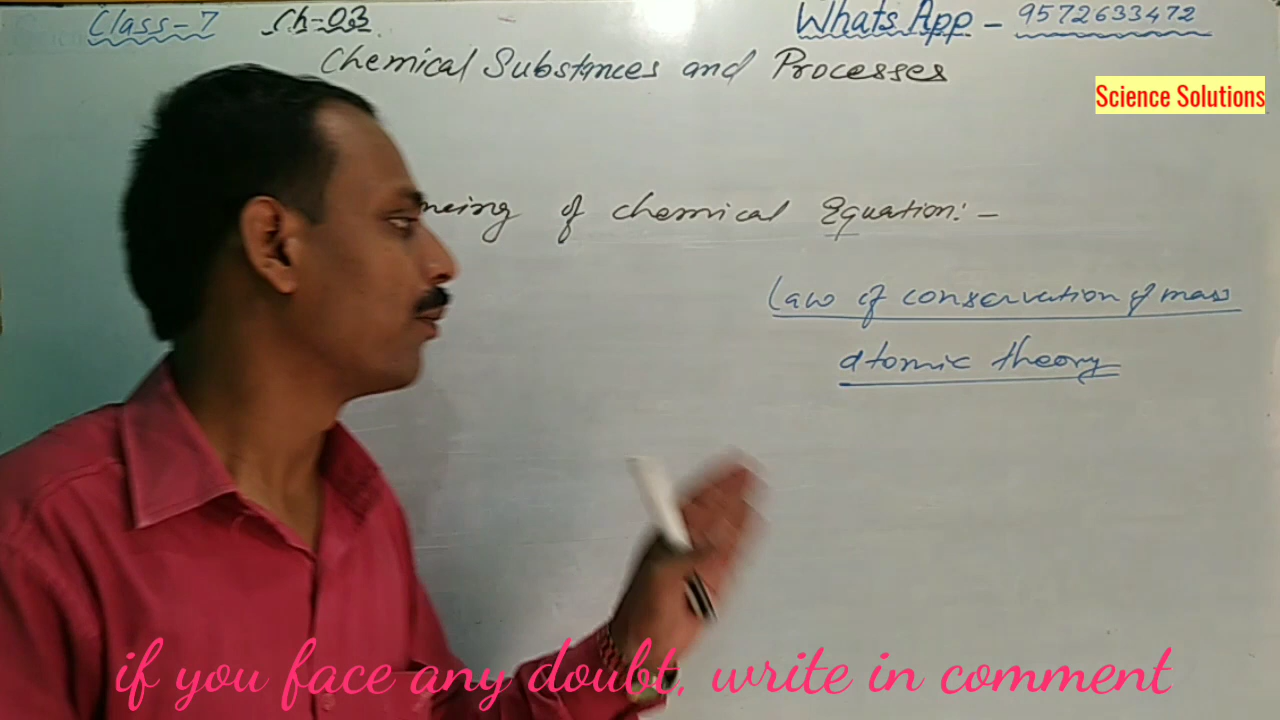 Class-7 Ch-03 WhatsApp - 9572633472
Chemical Substances and Processes
Science Solutions
ncing of chemical Equation:-
Law of conservation of mass
atomic theory
if you face any doubt, write in comment